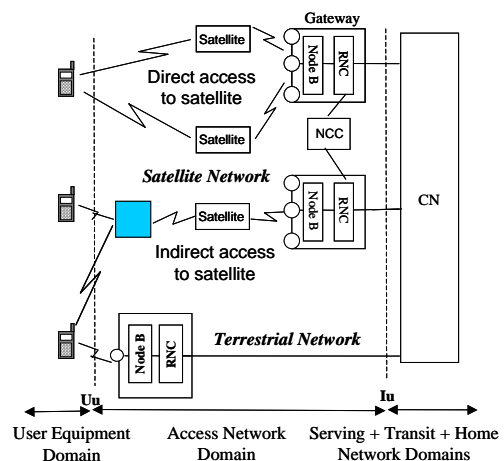 Gateway
Satellite
Node B
RNC
Direct access
to satellite
Satellite
NCC
Satellite Network
CN
Satellite
Node B
RNC
Indirect access
to satellite
Terrestrial Network
Node B
RNC
Uu
Iu
User Equipment
Domain
Access Network
Domain
Serving + Transit + Home
Network Domains